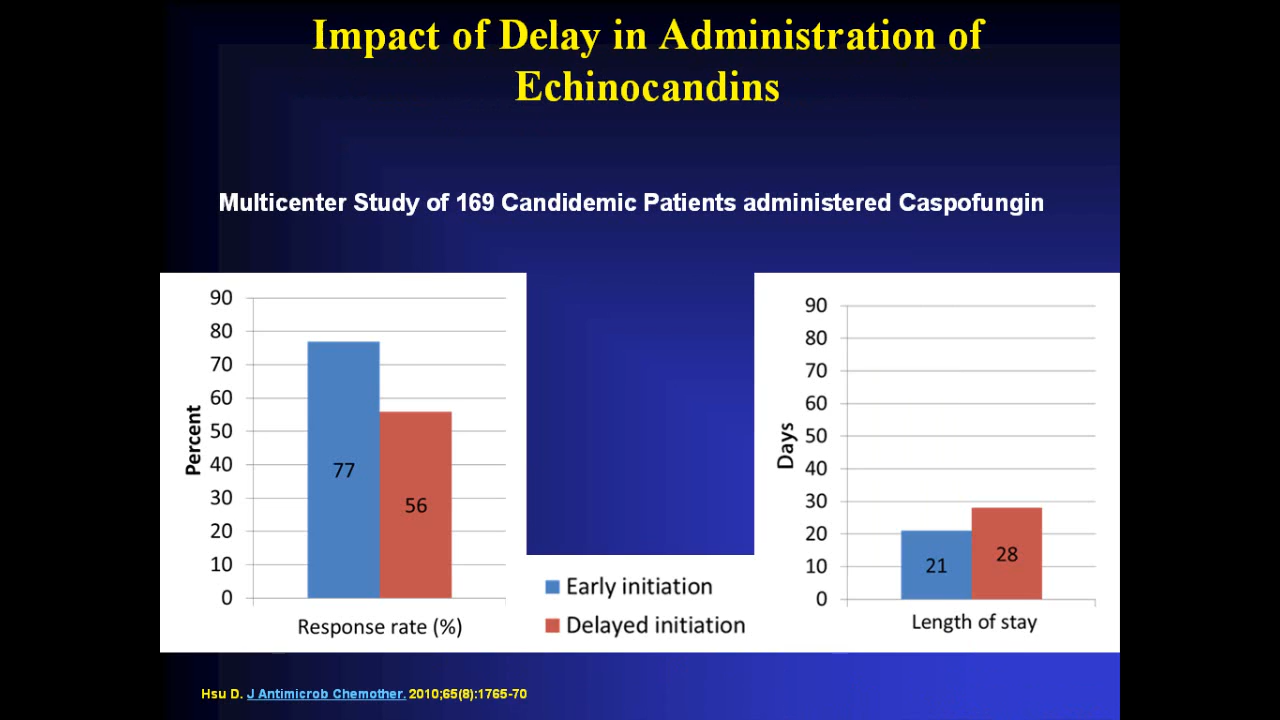 Impact of Delay in Administration of
Echinocandins
Multicenter Study of 169 Candidemic Patients administered Caspofungin
Percent
90
80
70
60
50
40
30
20
10
0
77
56
Response rate (%)
Early initiation
Delayed initiation
Days
90
80
70
60
50
40
30
20
10
0
21
28
Length of stay
Hsu D. J Antimicrob Chemother. 2010;65(8):1765-70